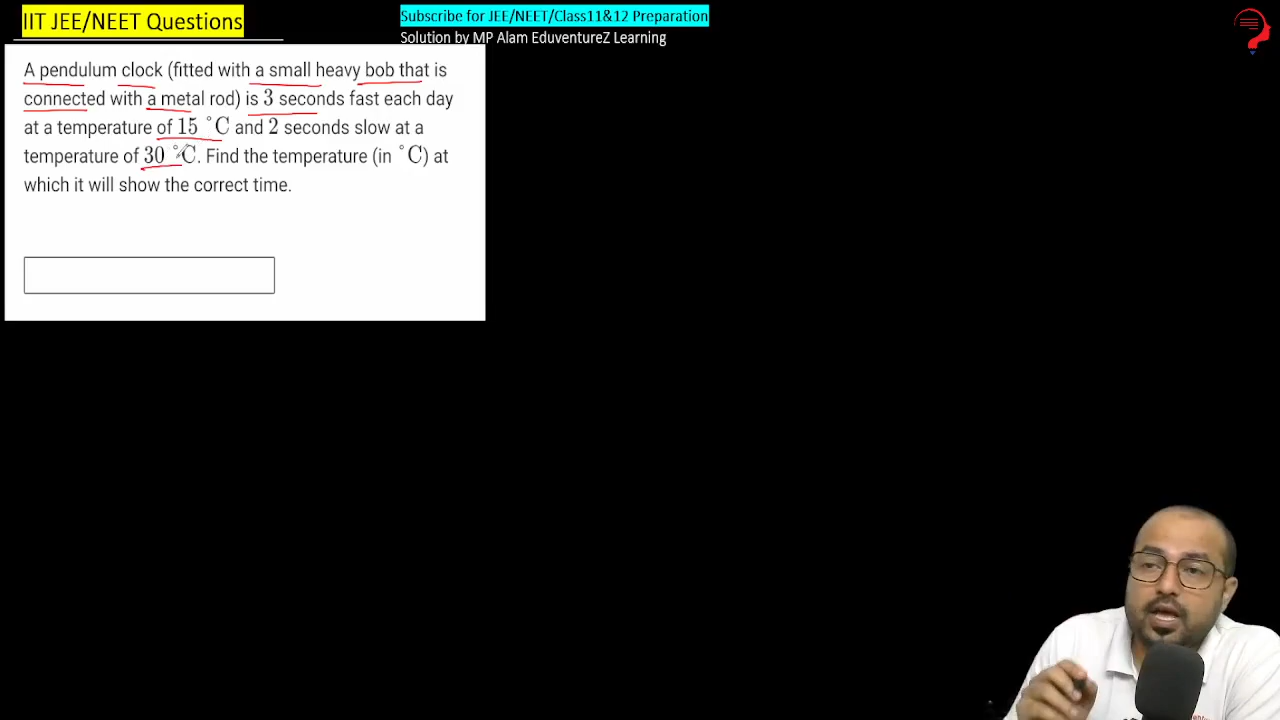 IIT JEE/NEET Questions
Subscribe for JEE/NEET/Class11&12 Preparation
Solution by MP Alam EduventureZ Learning
A pendulum clock (fitted with a small heavy bob that is
connected with a metal rod) is 3 seconds fast each day
at a temperature of 15 °C and 2 seconds slow at a
temperature of 30 °C. Find the temperature (in °C) at
which it will show the correct time.